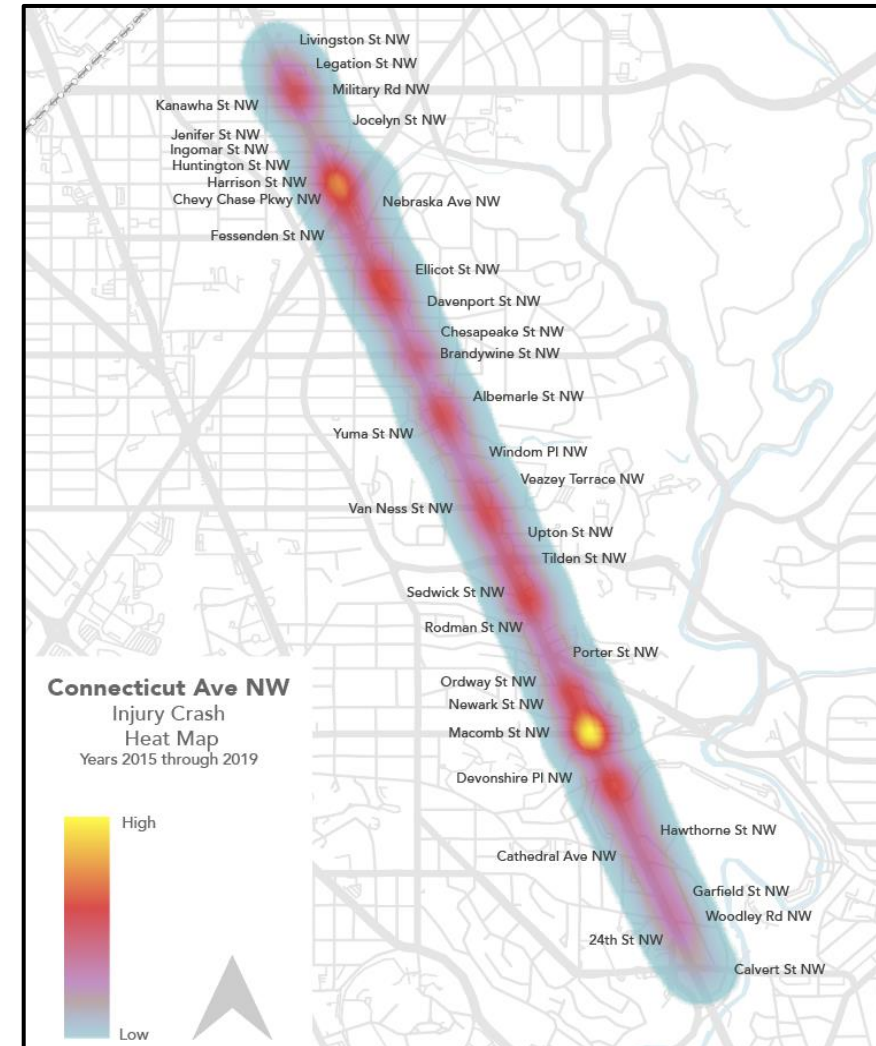 Livingston St NW
Legation St NW
Military Rd NW
Kanawha St NW
Jocelyn St NW
Jenifer St NW
Ingomar St NW
Huntington St NW
Harrison St NW
Chevy Chase Pkwy NW
Nebraska Ave NW
Fessenden St NW
Ellicot St NW
Davenport St NW
Chesapeake St NW
Brandywine St NW
Albemarle St NW
Yuma St NW
Windom Pl NW
Veazey Terrace NW
Van Ness St NW
Upton St NW
Tilden St NW
Sedwick St NW
Rodman St NW
Porter St NW
Ordway St NW
Newark St NW
Macomb St NW
Devonshire Pl NW
Hawthorne St NW
Cathedral Ave NW
Garfield St NW
Woodley Rd NW
24th St NW
Calvert St NW
Connecticut Ave NW
Injury Crash
Heat Map
Years 2015 through 2019
High
Low